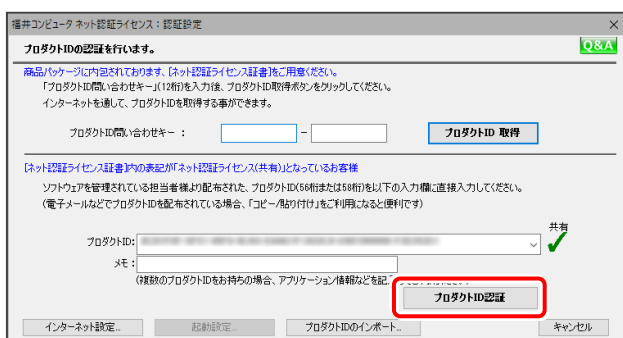 福井コンピュータ ネット認証ライセンス：認証設定
プロダクトIDの認証を行います。
Q&A
商品パッケージに内包されております、[ネット認証ライセンス証書]をご用意ください。
「プロダクトID問い合わせキー」(12桁)を入力後、プロダクトID取得ボタンをクリックしてください。
インターネットを通して、プロダクトIDを取得する事ができます。
プロダクトID問い合わせキー ：
－
プロダクトID 取得
[ネット認証ライセンス証書]内の表記が「ネット認証ライセンス(共有)」となっているお客様
ソフトウェアを管理されている担当者様より配布された、プロダクトID(56桁または58桁)を以下の入力欄に直接入力してください。
(電子メールなどでプロダクトIDを配布されている場合、「コピー/貼り付け」をご利用になると便利です)
共有
プロダクトID：
メモ：
(複数のプロダクトIDをお持ちの場合、アプリケーション情報などを記
プロダクトID認証
インターネット設定...
起動設定...
プロダクトIDのインポート..
キャンセル